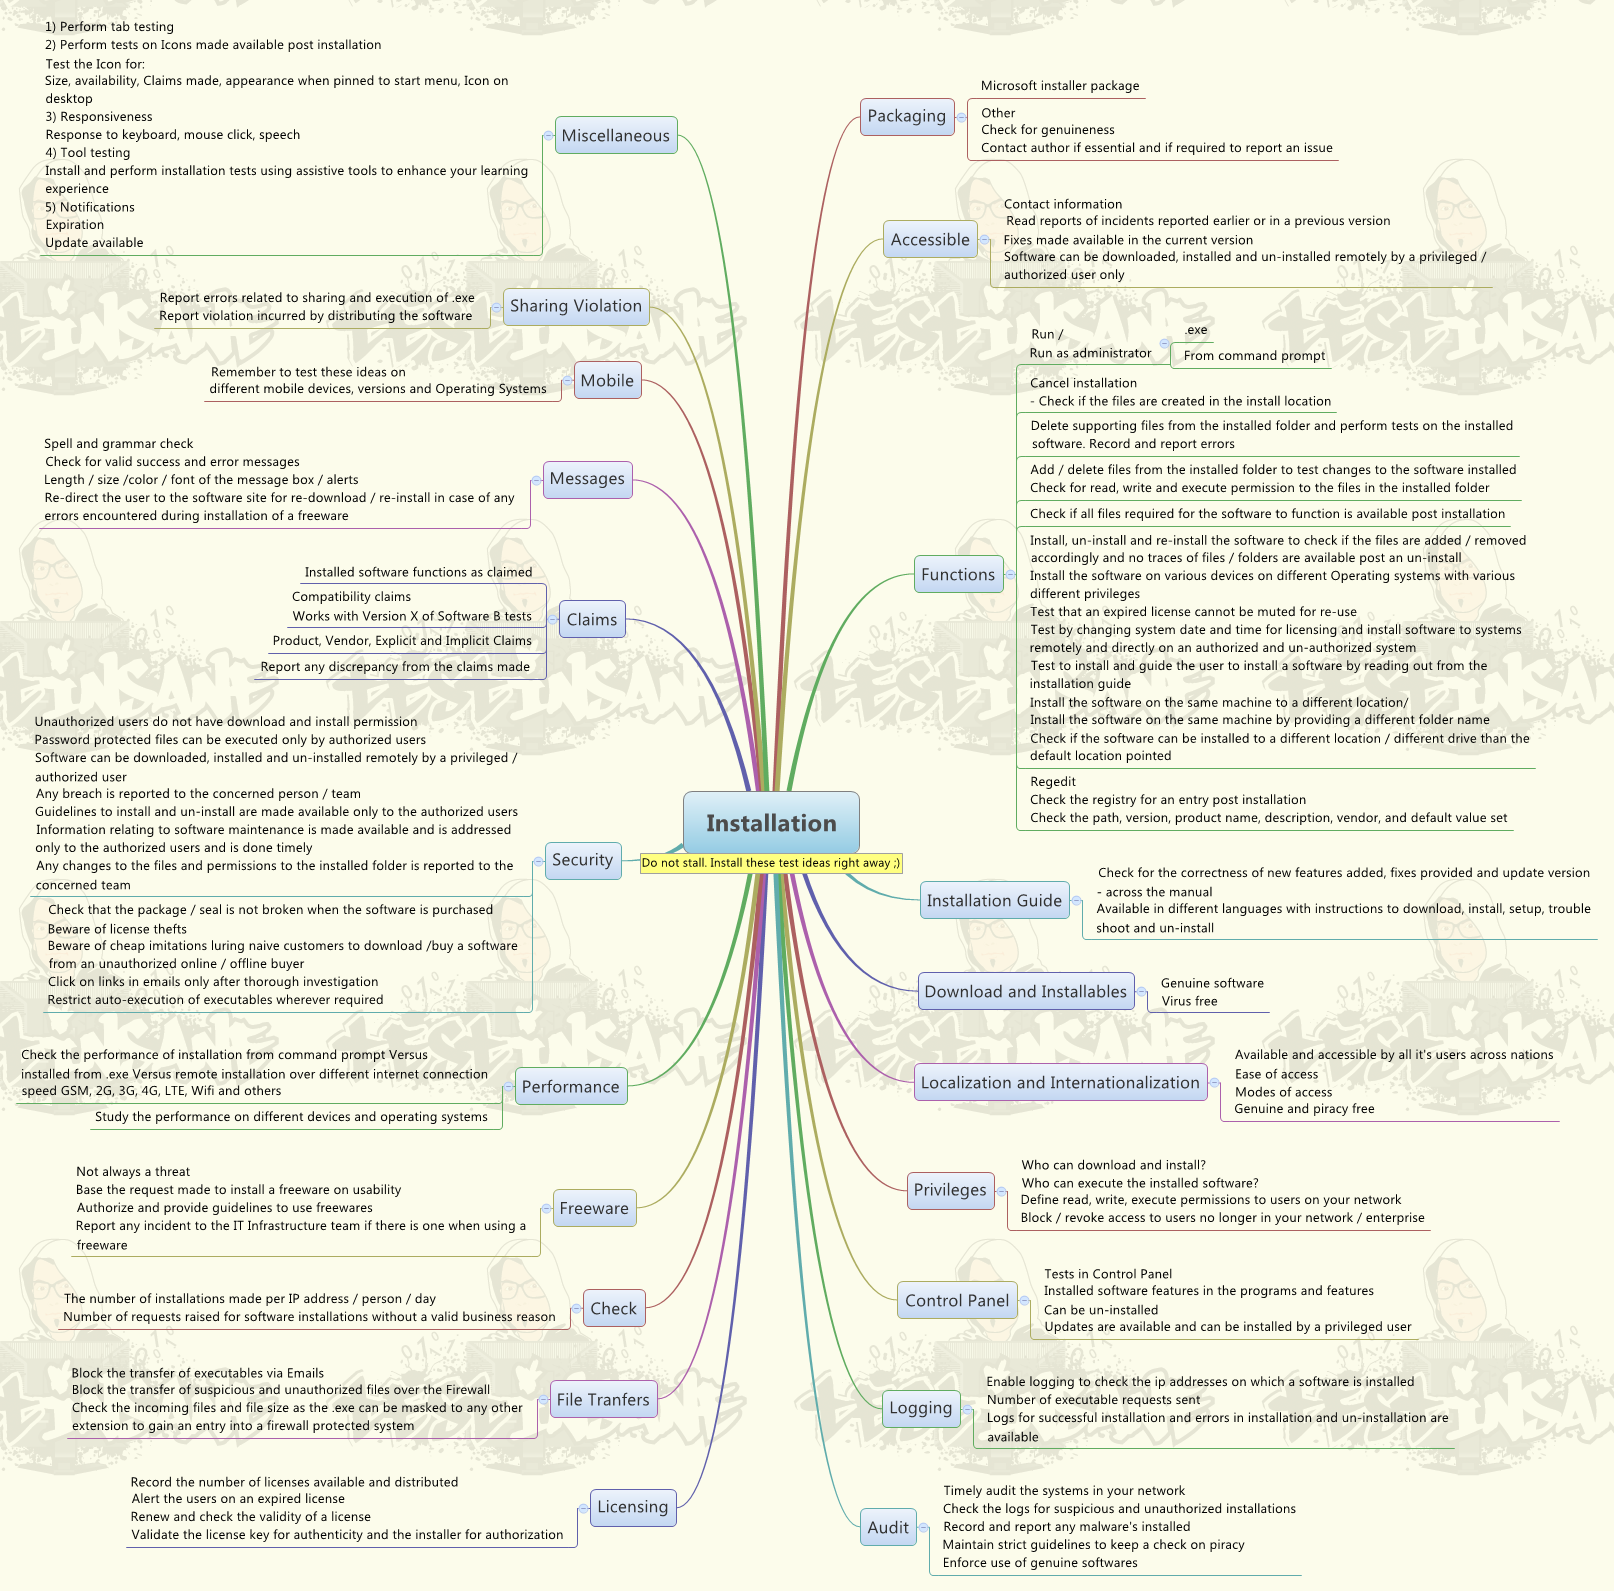 Installation
Do not stall. Install these test ideas right away ;)
Packaging
Microsoft installer package
Other
Check for genuineness
Contact author if essential and if required to report an issue
Accessible
Contact information
Read reports of incidents reported earlier or in a previous version
Fixes made available in the current version
Software can be downloaded, installed and un-installed remotely by a privileged /
authorized user only
Functions
Run /
Run as administrator
.exe
From command prompt
Cancel installation
- Check if the files are created in the install location
Delete supporting files from the installed folder and perform tests on the installed
software. Record and report errors
Add / delete files from the installed folder to test changes to the software installed
Check for read, write and execute permission to the files in the installed folder
Check if all files required for the software to function is available post installation
Install, un-install and re-install the software to check if the files are added / removed
accordingly and no traces of files / folders are available post an un-install
Install the software on various devices on different Operating systems with various
different privileges
Test that an expired license cannot be muted for re-use
Test by changing system date and time for licensing and install software to systems
remotely and directly on an authorized and un-authorized system
Test to install and guide the user to install a software by reading out from the
installation guide
Install the software on the same machine to a different location/
Install the software on the same machine by providing a different folder name
Check if the software can be installed to a different location / different drive than the
default location pointed
Regedit
Check the registry for an entry post installation
Check the path, version, product name, description, vendor, and default value set
Installation Guide
Check for the correctness of new features added, fixes provided and update version
- across the manual
Available in different languages with instructions to download, install, setup, trouble
shoot and un-install
Download and Installables
Genuine software
Virus free
Localization and Internationalization
Available and accessible by all it's users across nations
Ease of access
Modes of access
Genuine and piracy free
Privileges
Who can download and install?
Who can execute the installed software?
Define read, write, execute permissions to users on your network
Block / revoke access to users no longer in your network / enterprise
Control Panel
Tests in Control Panel
Installed software features in the programs and features
Can be un-installed
Updates are available and can be installed by a privileged user
Logging
Enable logging to check the ip addresses on which a software is installed
Number of executable requests sent
Logs for successful installation and errors in installation and un-installation are
available
Audit
Timely audit the systems in your network
Check the logs for suspicious and unauthorized installations
Record and report any malware's installed
Maintain strict guidelines to keep a check on piracy
Enforce use of genuine softwares
Miscellaneous
1) Perform tab testing
2) Perform tests on Icons made available post installation
Test the Icon for:
Size, availability, Claims made, appearance when pinned to start menu, Icon on
desktop
3) Responsiveness
Response to keyboard, mouse click, speech
4) Tool testing
Install and perform installation tests using assistive tools to enhance your learning
experience
5) Notifications
Expiration
Update available
Sharing Violation
Report errors related to sharing and execution of .exe
Report violation incurred by distributing the software
Mobile
Remember to test these ideas on
different mobile devices, versions and Operating Systems
Messages
Spell and grammar check
Check for valid success and error messages
Length / size /color / font of the message box / alerts
Re-direct the user to the software site for re-download / re-install in case of any
errors encountered during installation of a freeware
Claims
Installed software functions as claimed
Compatibility claims
Works with Version X of Software B tests
Product, Vendor, Explicit and Implicit Claims
Report any discrepancy from the claims made
Security
Unauthorized users do not have download and install permission
Password protected files can be executed only by authorized users
Software can be downloaded, installed and un-installed remotely by a privileged /
authorized user
Any breach is reported to the concerned person / team
Guidelines to install and un-install are made available only to the authorized users
Information relating to software maintenance is made available and is addressed
only to the authorized users and is done timely
Any changes to the files and permissions to the installed folder is reported to the
concerned team
Check that the package / seal is not broken when the software is purchased
Beware of license thefts
Beware of cheap imitations luring naive customers to download /buy a software
from an unauthorized online / offline buyer
Click on links in emails only after thorough investigation
Restrict auto-execution of executables wherever required
Performance
Check the performance of installation from command prompt Versus
installed from .exe Versus remote installation over different internet connection
speed GSM, 2G, 3G, 4G, LTE, Wifi and others
Study the performance on different devices and operating systems
Freeware
Not always a threat
Base the request made to install a freeware on usability
Authorize and provide guidelines to use freewares
Report any incident to the IT Infrastructure team if there is one when using a
freeware
Check
The number of installations made per IP address / person / day
Number of requests raised for software installations without a valid business reason
File Tranfers
Block the transfer of executables via Emails
Block the transfer of suspicious and unauthorized files over the Firewall
Check the incoming files and file size as the .exe can be masked to any other
extension to gain an entry into a firewall protected system
Licensing
Record the number of licenses available and distributed
Alert the users on an expired license
Renew and check the validity of a license
Validate the license key for authenticity and the installer for authorization